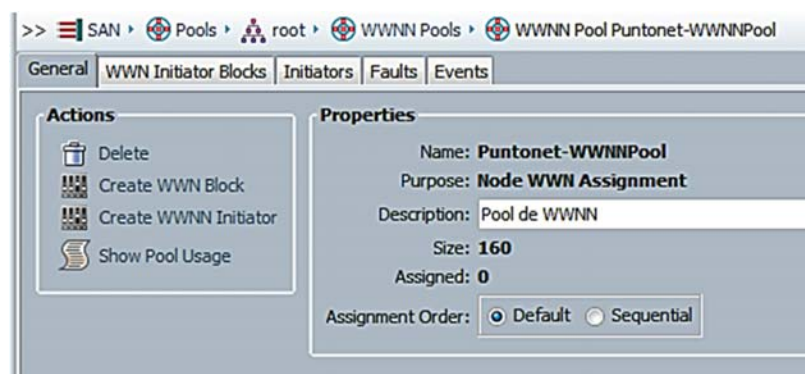 >> SAN ▸ Pools ▸ root ▸ WWNN Pools ▸ WWNN Pool Puntonet-WWNNPool
General WWN Initiator Blocks Initiators Faults Events
Actions
Delete
Create WWN Block
Create WWNN Initiator
Show Pool Usage
Properties
Name: Puntonet-WWNNPool
Purpose: Node WWN Assignment
Description: Pool de WWNN
Size: 160
Assigned: 0
Assignment Order: Default Sequential